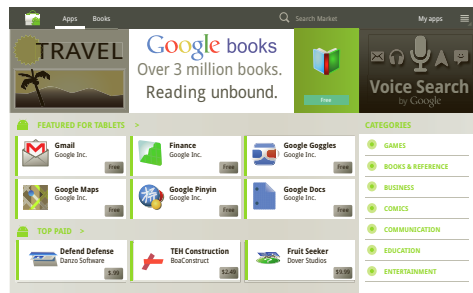 Apps
Books
Search Market
My apps
TRAVEL
Google books
Over 3 million books.
Reading unbound.
Free
Voice Search
by Google
FEATURED FOR TABLETS >
Gmail
Google Inc.
Free
Finance
Google Inc.
Free
Google Goggles
Google Inc.
Free
Google Maps
Google Inc.
Free
Google Pinyin
Google Inc.
Free
Google Docs
Google Inc.
Free
TOP PAID >
Defend Defense
Danzo Software
$.99
TEH Construction
BoaConstruct
$2.49
Fruit Seeker
Dover Studios
$9.99
CATEGORIES
GAMES
BOOKS & REFERENCE
BUSINESS
COMICS
COMMUNICATION
EDUCATION
ENTERTAINMENT